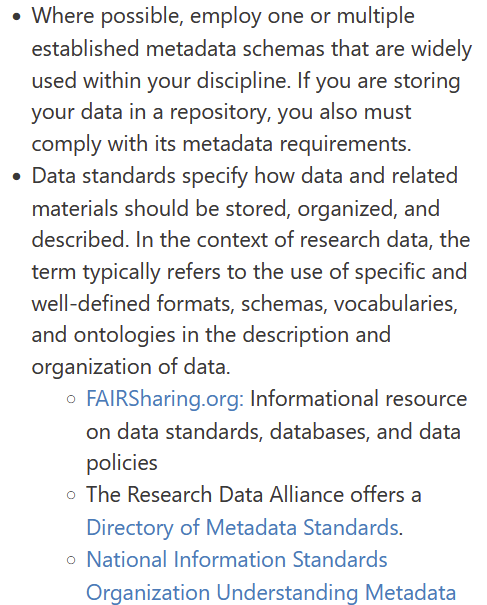 • Where possible, employ one or multiple
established metadata schemas that are widely
used within your discipline. If you are storing
your data in a repository, you also must
comply with its metadata requirements.
• Data standards specify how data and related
materials should be stored, organized, and
described. In the context of research data, the
term typically refers to the use of specific and
well-defined formats, schemas, vocabularies,
and ontologies in the description and
organization of data.
◦ FAIRSharing.org: Informational resource
on data standards, databases, and data
policies
◦ The Research Data Alliance offers a
Directory of Metadata Standards.
◦ National Information Standards
Organization Understanding Metadata